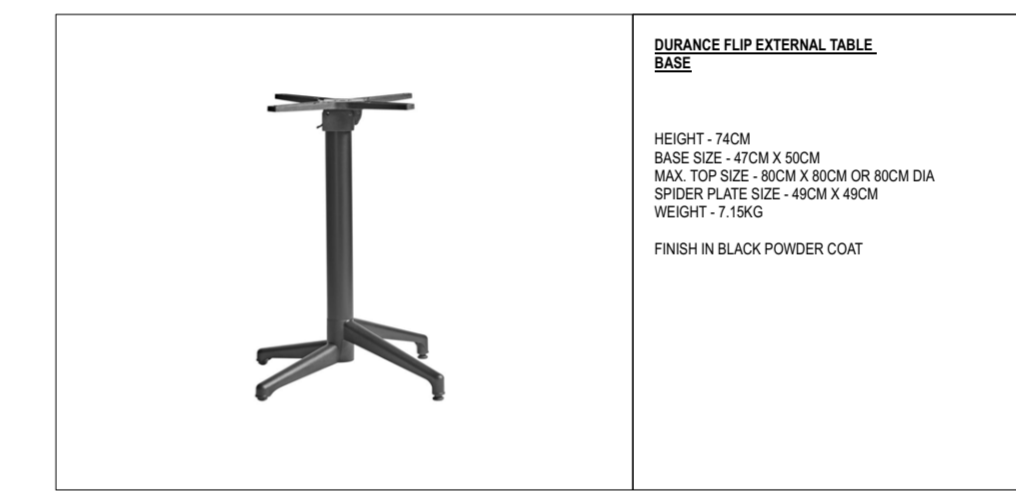 DURANCE FLIP EXTERNAL TABLE
BASE
HEIGHT - 74CM
BASE SIZE - 47CM X 50CM
MAX. TOP SIZE - 80CM X 80CM OR 80CM DIA
SPIDER PLATE SIZE - 49CM X 49CM
WEIGHT - 7.15KG
FINISH IN BLACK POWDER COAT